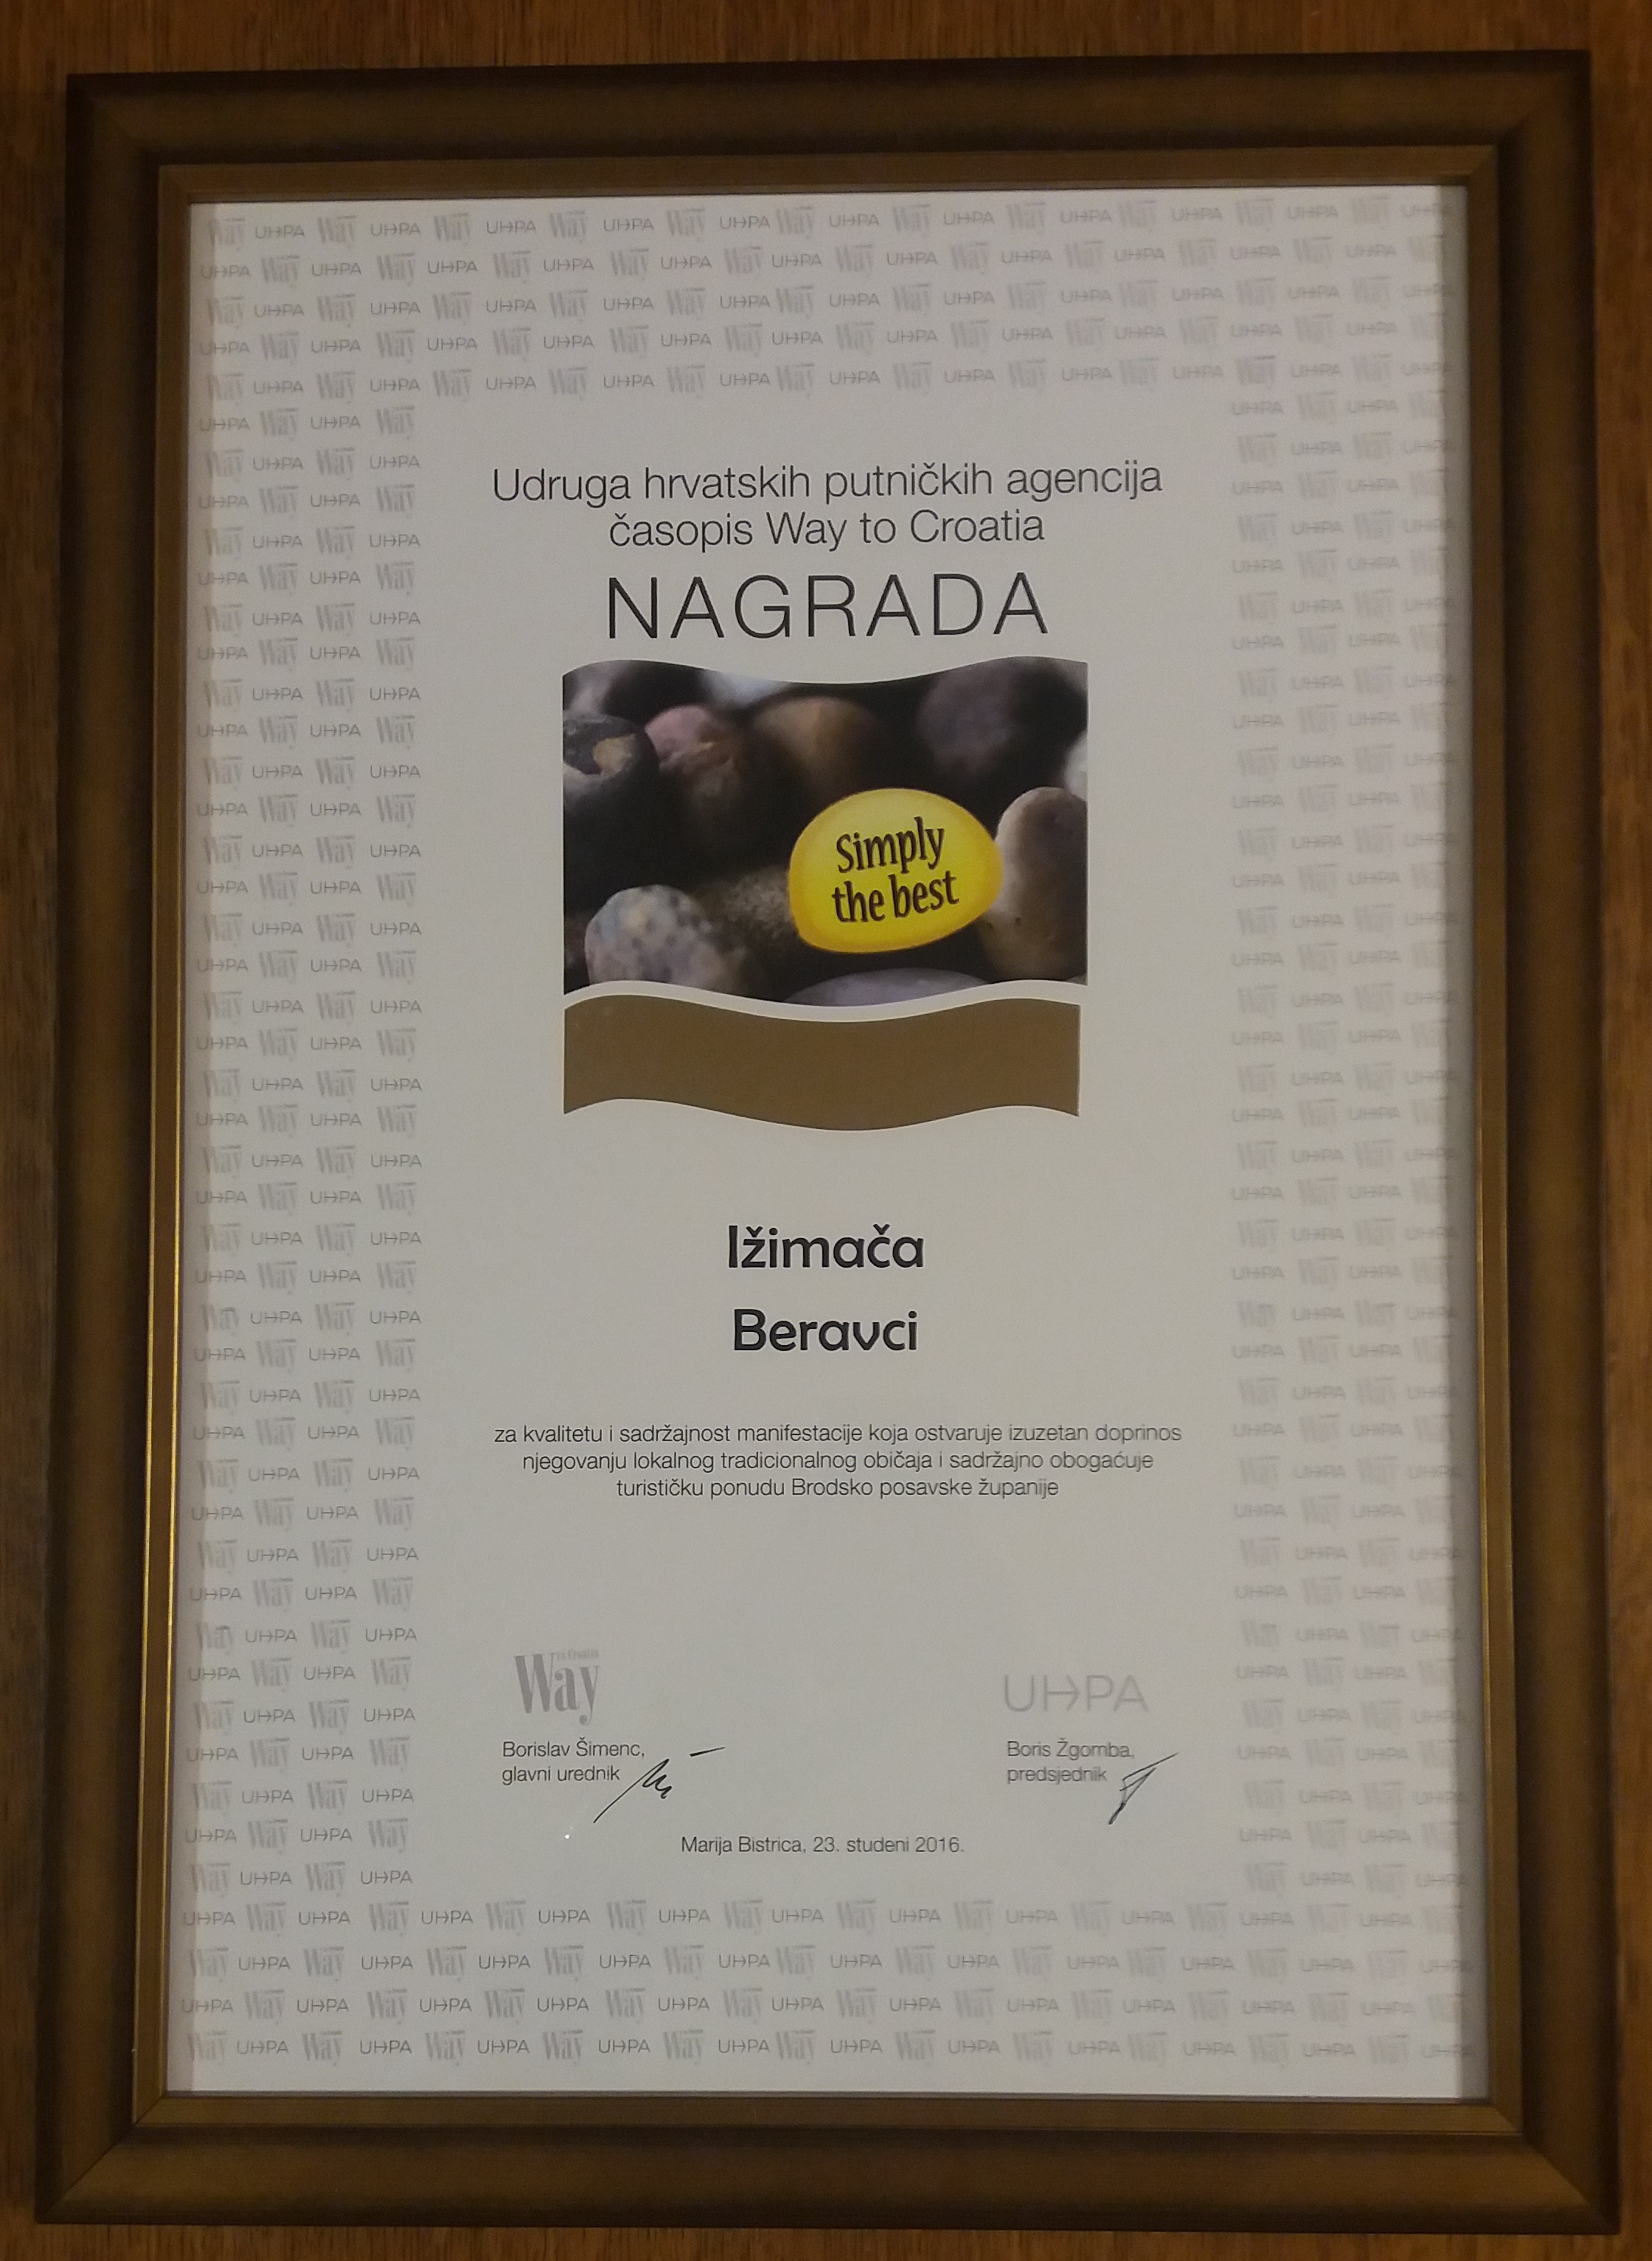 Udruga hrvatskih putničkih agencija
časopis Way to Croatia
NAGRADA
Simply
the best
Ižimača
Beravci
za kvalitetu i sadržajnost manifestacije koja ostvaruje izuzetan doprinos
njegovanju lokalnog tradicionalnog običaja i sadržajno obogaćuje
turističku ponudu Brodsko posavske županije
Way to Croatia
UHPA
Borislav Šimenc,
glavni urednik
Boris Žgomba,
predsjednik
Marija Bistrica, 23. studeni 2016.